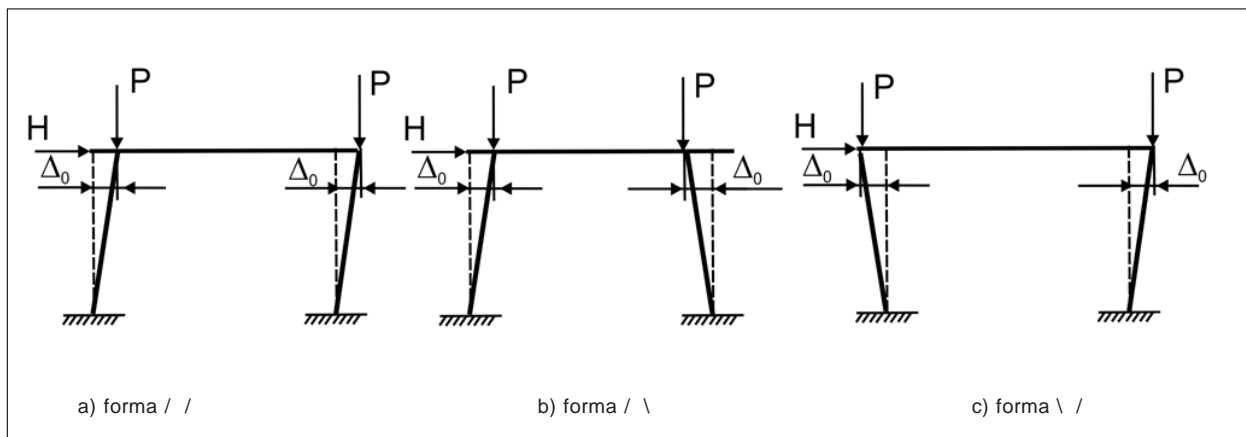 P P P P P P
H H H
Δ₀ Δ₀ Δ₀ Δ₀ Δ₀ Δ₀
a) forma / / b) forma / \ c) forma \ /